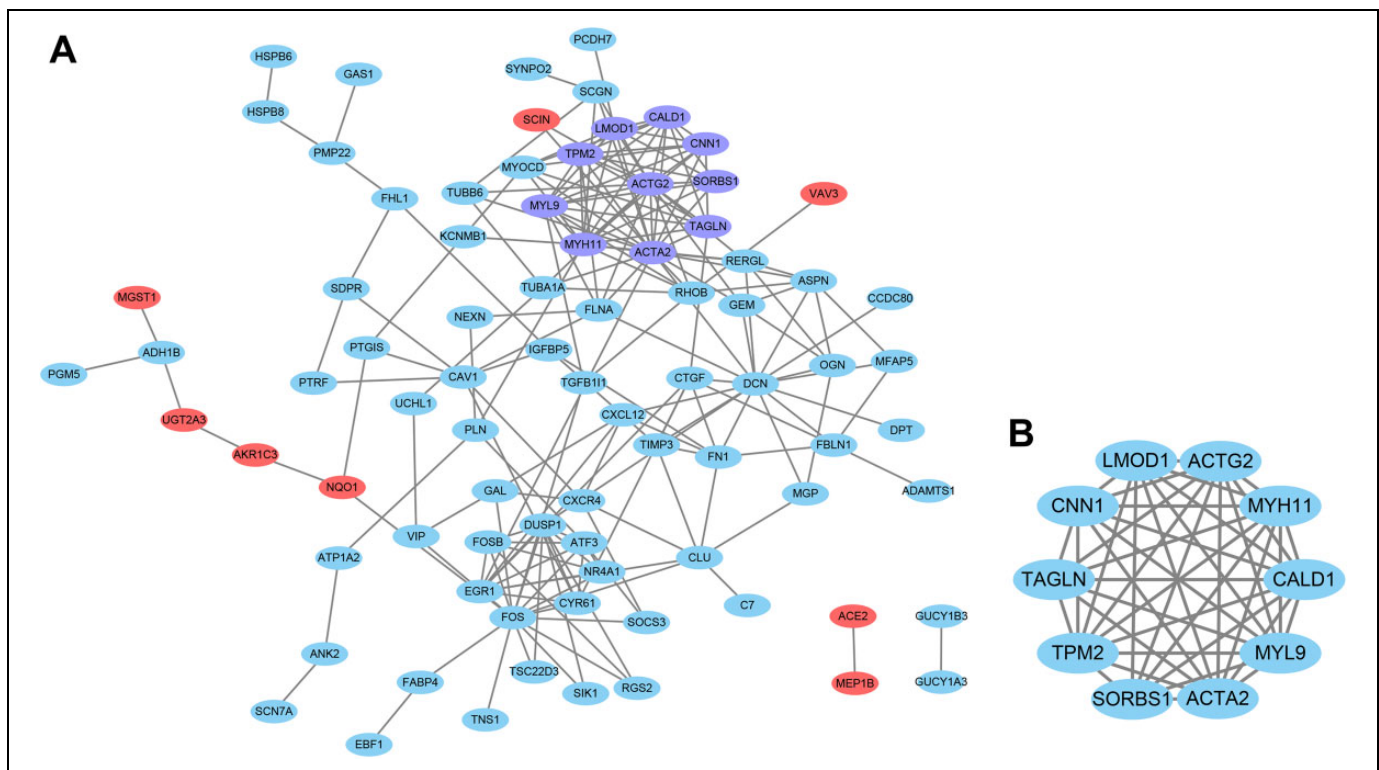 A
PCDH7
HSPB6
SYNPO2
GAS1
SCGN
HSPB8
SCIN
CALD1
LMOD1
CNN1
PMP22
TPM2
MYOCD
ACTG2
SORBS1
TUBB6
VAV3
FHL1
MYL9
TAGLN
KCNMB1
MYH11
ACTA2
RERGL
ASPN
SDPR
TUBA1A
RHOB
MGST1
GEM
CCDC80
NEXN
FLNA
PTGIS
IGFBP5
ADH1B
MFAP5
OGN
PGM5
PTRF
CAV1
TGFB1I1
CTGF
DCN
UCHL1
CXCL12
UGT2A3
PLN
DPT
TIMP3
FBLN1
AKR1C3
FN1
NQO1
GAL
CXCR4
MGP
ADAMTS1
DUSP1
VIP
FOSB
ATF3
ATP1A2
NR4A1
CLU
EGR1
CYR61
C7
FOS
SOCS3
ACE2
GUCY1B3
ANK2
TSC22D3
FABP4
SIK1
RGS2
MEP1B
GUCY1A3
SCN7A
TNS1
EBF1
B
LMOD1 ACTG2
CNN1 MYH11
TAGLN CALD1
TPM2 MYL9
SORBS1 ACTA2